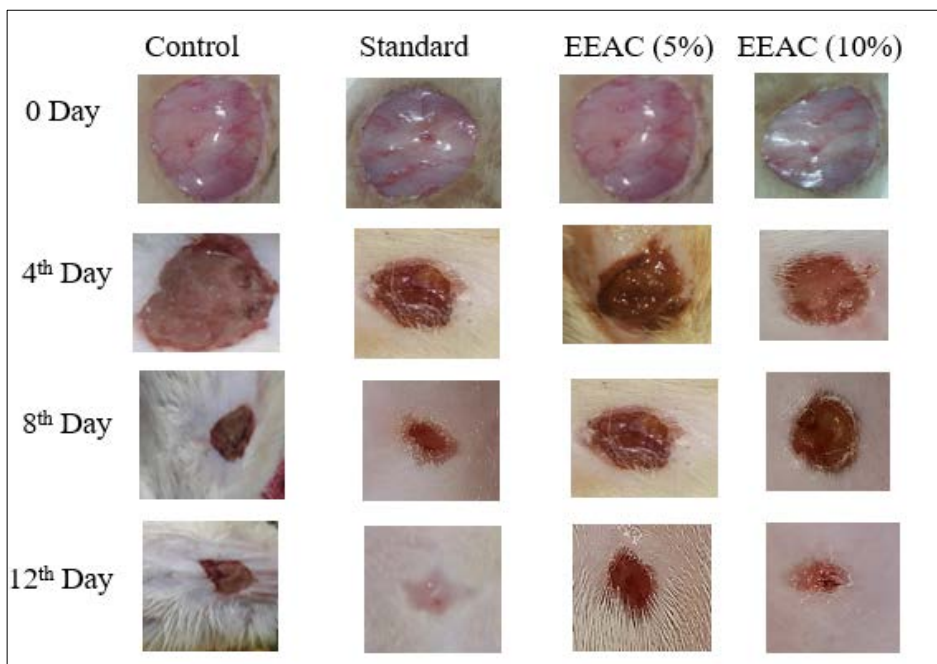 Control Standard EEAC (5%) EEAC (10%)
0 Day
4th Day
8th Day
12th Day